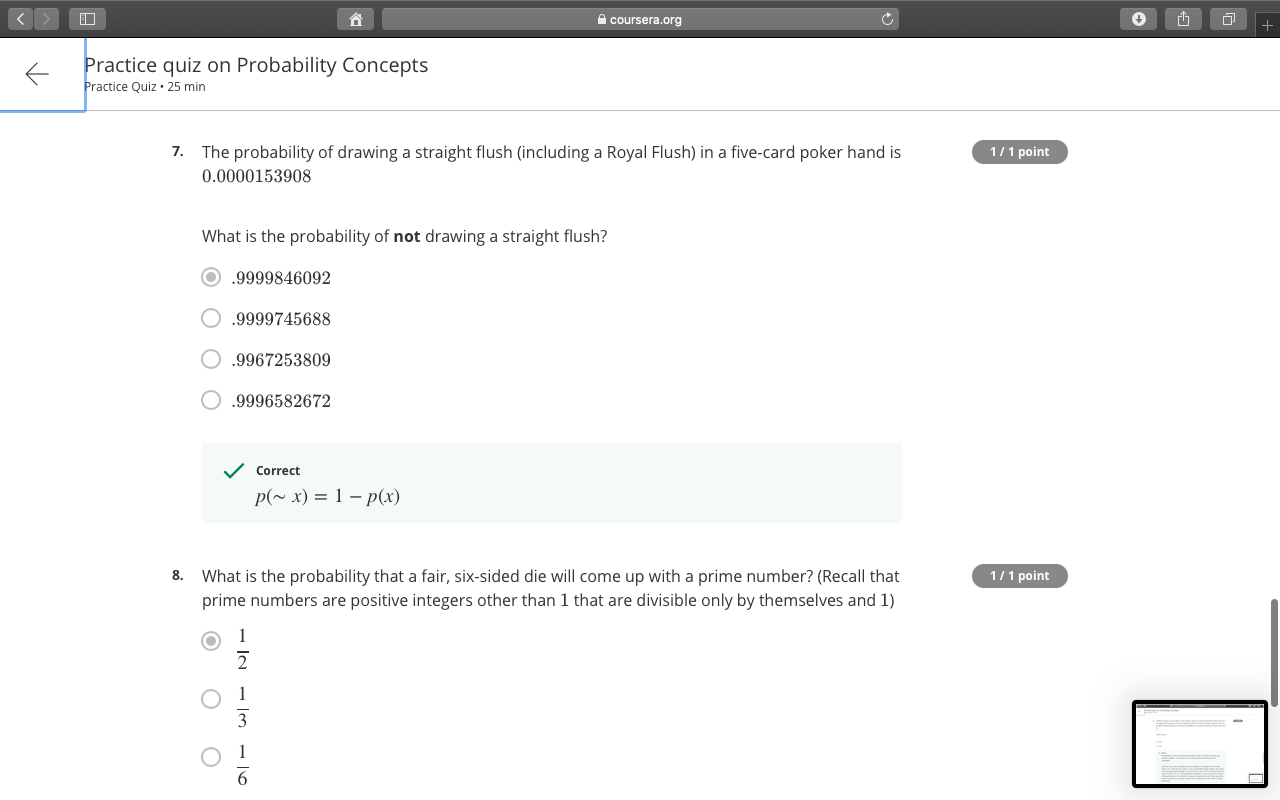 coursera.org
Practice quiz on Probability Concepts
Practice Quiz • 25 min
7. The probability of drawing a straight flush (including a Royal Flush) in a five-card poker hand is
0.0000153908
1 / 1 point
What is the probability of not drawing a straight flush?
.9999846092
.9999745688
.9967253809
.9996582672
Correct
p(∼ x) = 1 − p(x)
8. What is the probability that a fair, six-sided die will come up with a prime number? (Recall that
prime numbers are positive integers other than 1 that are divisible only by themselves and 1)
1 / 1 point
1/2
1/3
1/6